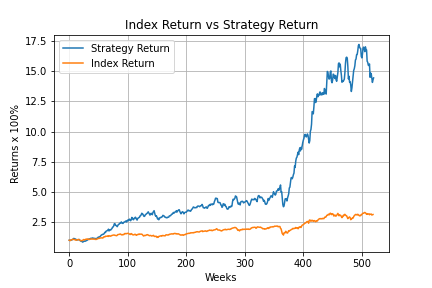 Index Return vs Strategy Return
Strategy Return
Index Return
Returns x 100%
17.5
15.0
12.5
10.0
7.5
5.0
2.5
0
100
200
300
400
500
Weeks